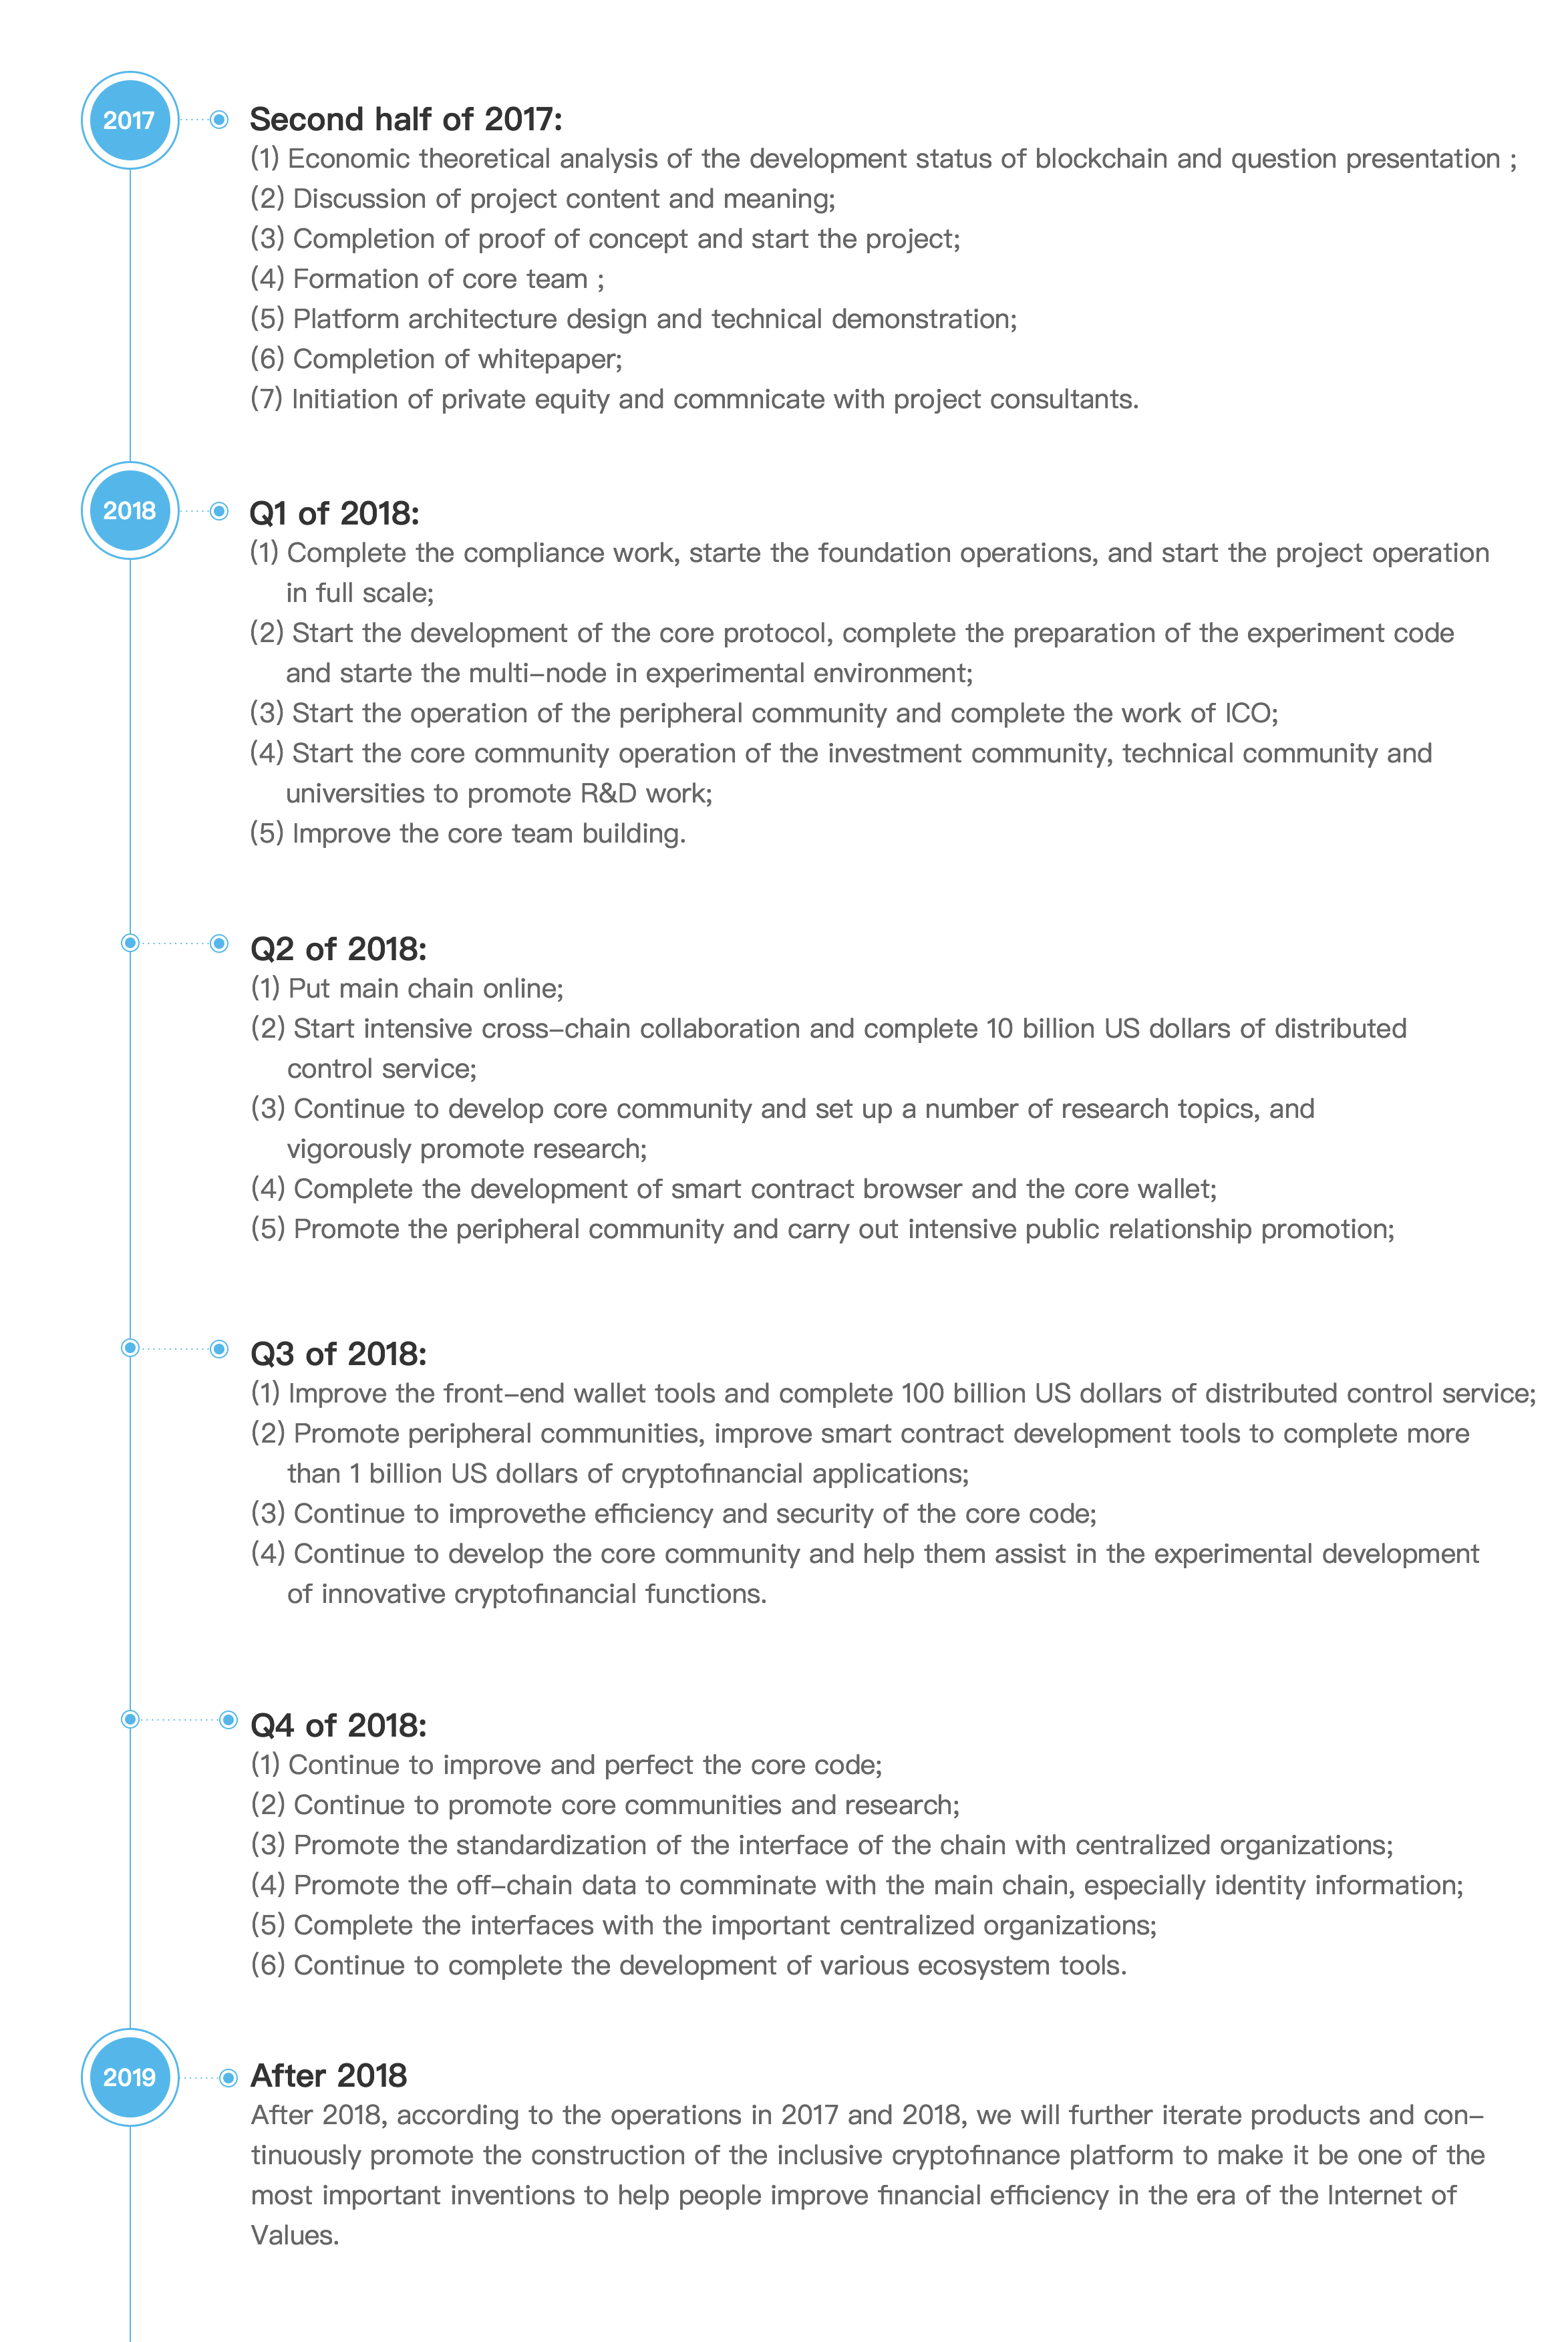 2017
Second half of 2017:
(1) Economic theoretical analysis of the development status of blockchain and question presentation ;
(2) Discussion of project content and meaning;
(3) Completion of proof of concept and start the project;
(4) Formation of core team ;
(5) Platform architecture design and technical demonstration;
(6) Completion of whitepaper;
(7) Initiation of private equity and commnicate with project consultants.
2018
Q1 of 2018:
(1) Complete the compliance work, starte the foundation operations, and start the project operation
in full scale;
(2) Start the development of the core protocol, complete the preparation of the experiment code
and starte the multi–node in experimental environment;
(3) Start the operation of the peripheral community and complete the work of ICO;
(4) Start the core community operation of the investment community, technical community and
universities to promote R&D work;
(5) Improve the core team building.
Q2 of 2018:
(1) Put main chain online;
(2) Start intensive cross–chain collaboration and complete 10 billion US dollars of distributed
control service;
(3) Continue to develop core community and set up a number of research topics, and
vigorously promote research;
(4) Complete the development of smart contract browser and the core wallet;
(5) Promote the peripheral community and carry out intensive public relationship promotion;
Q3 of 2018:
(1) Improve the front–end wallet tools and complete 100 billion US dollars of distributed control service;
(2) Promote peripheral communities, improve smart contract development tools to complete more
than 1 billion US dollars of cryptofinancial applications;
(3) Continue to improvethe efficiency and security of the core code;
(4) Continue to develop the core community and help them assist in the experimental development
of innovative cryptofinancial functions.
Q4 of 2018:
(1) Continue to improve and perfect the core code;
(2) Continue to promote core communities and research;
(3) Promote the standardization of the interface of the chain with centralized organizations;
(4) Promote the off–chain data to comminate with the main chain, especially identity information;
(5) Complete the interfaces with the important centralized organizations;
(6) Continue to complete the development of various ecosystem tools.
2019
After 2018
After 2018, according to the operations in 2017 and 2018, we will further iterate products and con–
tinuously promote the construction of the inclusive cryptofinance platform to make it be one of the
most important inventions to help people improve financial efficiency in the era of the Internet of
Values.